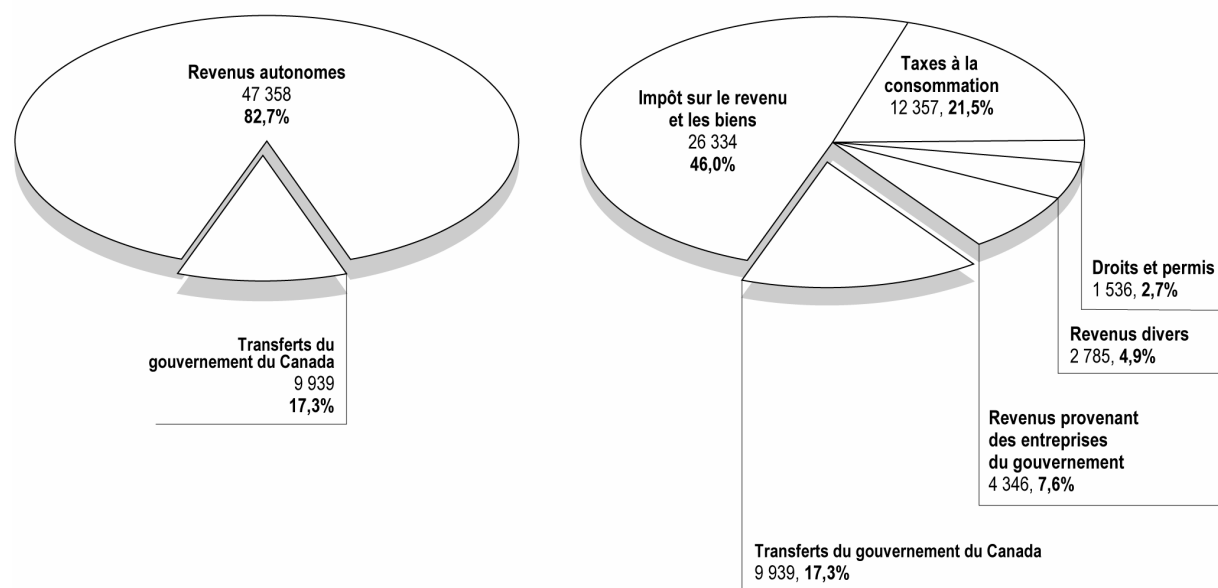 Revenus autonomes
47 358
82,7%
Transferts du
gouvernement du Canada
9 939
17,3%
Impôt sur le revenu
et les biens
26 334
46,0%
Taxes à la
consommation
12 357, 21,5%
Droits et permis
1 536, 2,7%
Revenus divers
2 785, 4,9%
Revenus provenant
des entreprises
du gouvernement
4 346, 7,6%
Transferts du gouvernement du Canada
9 939, 17,3%